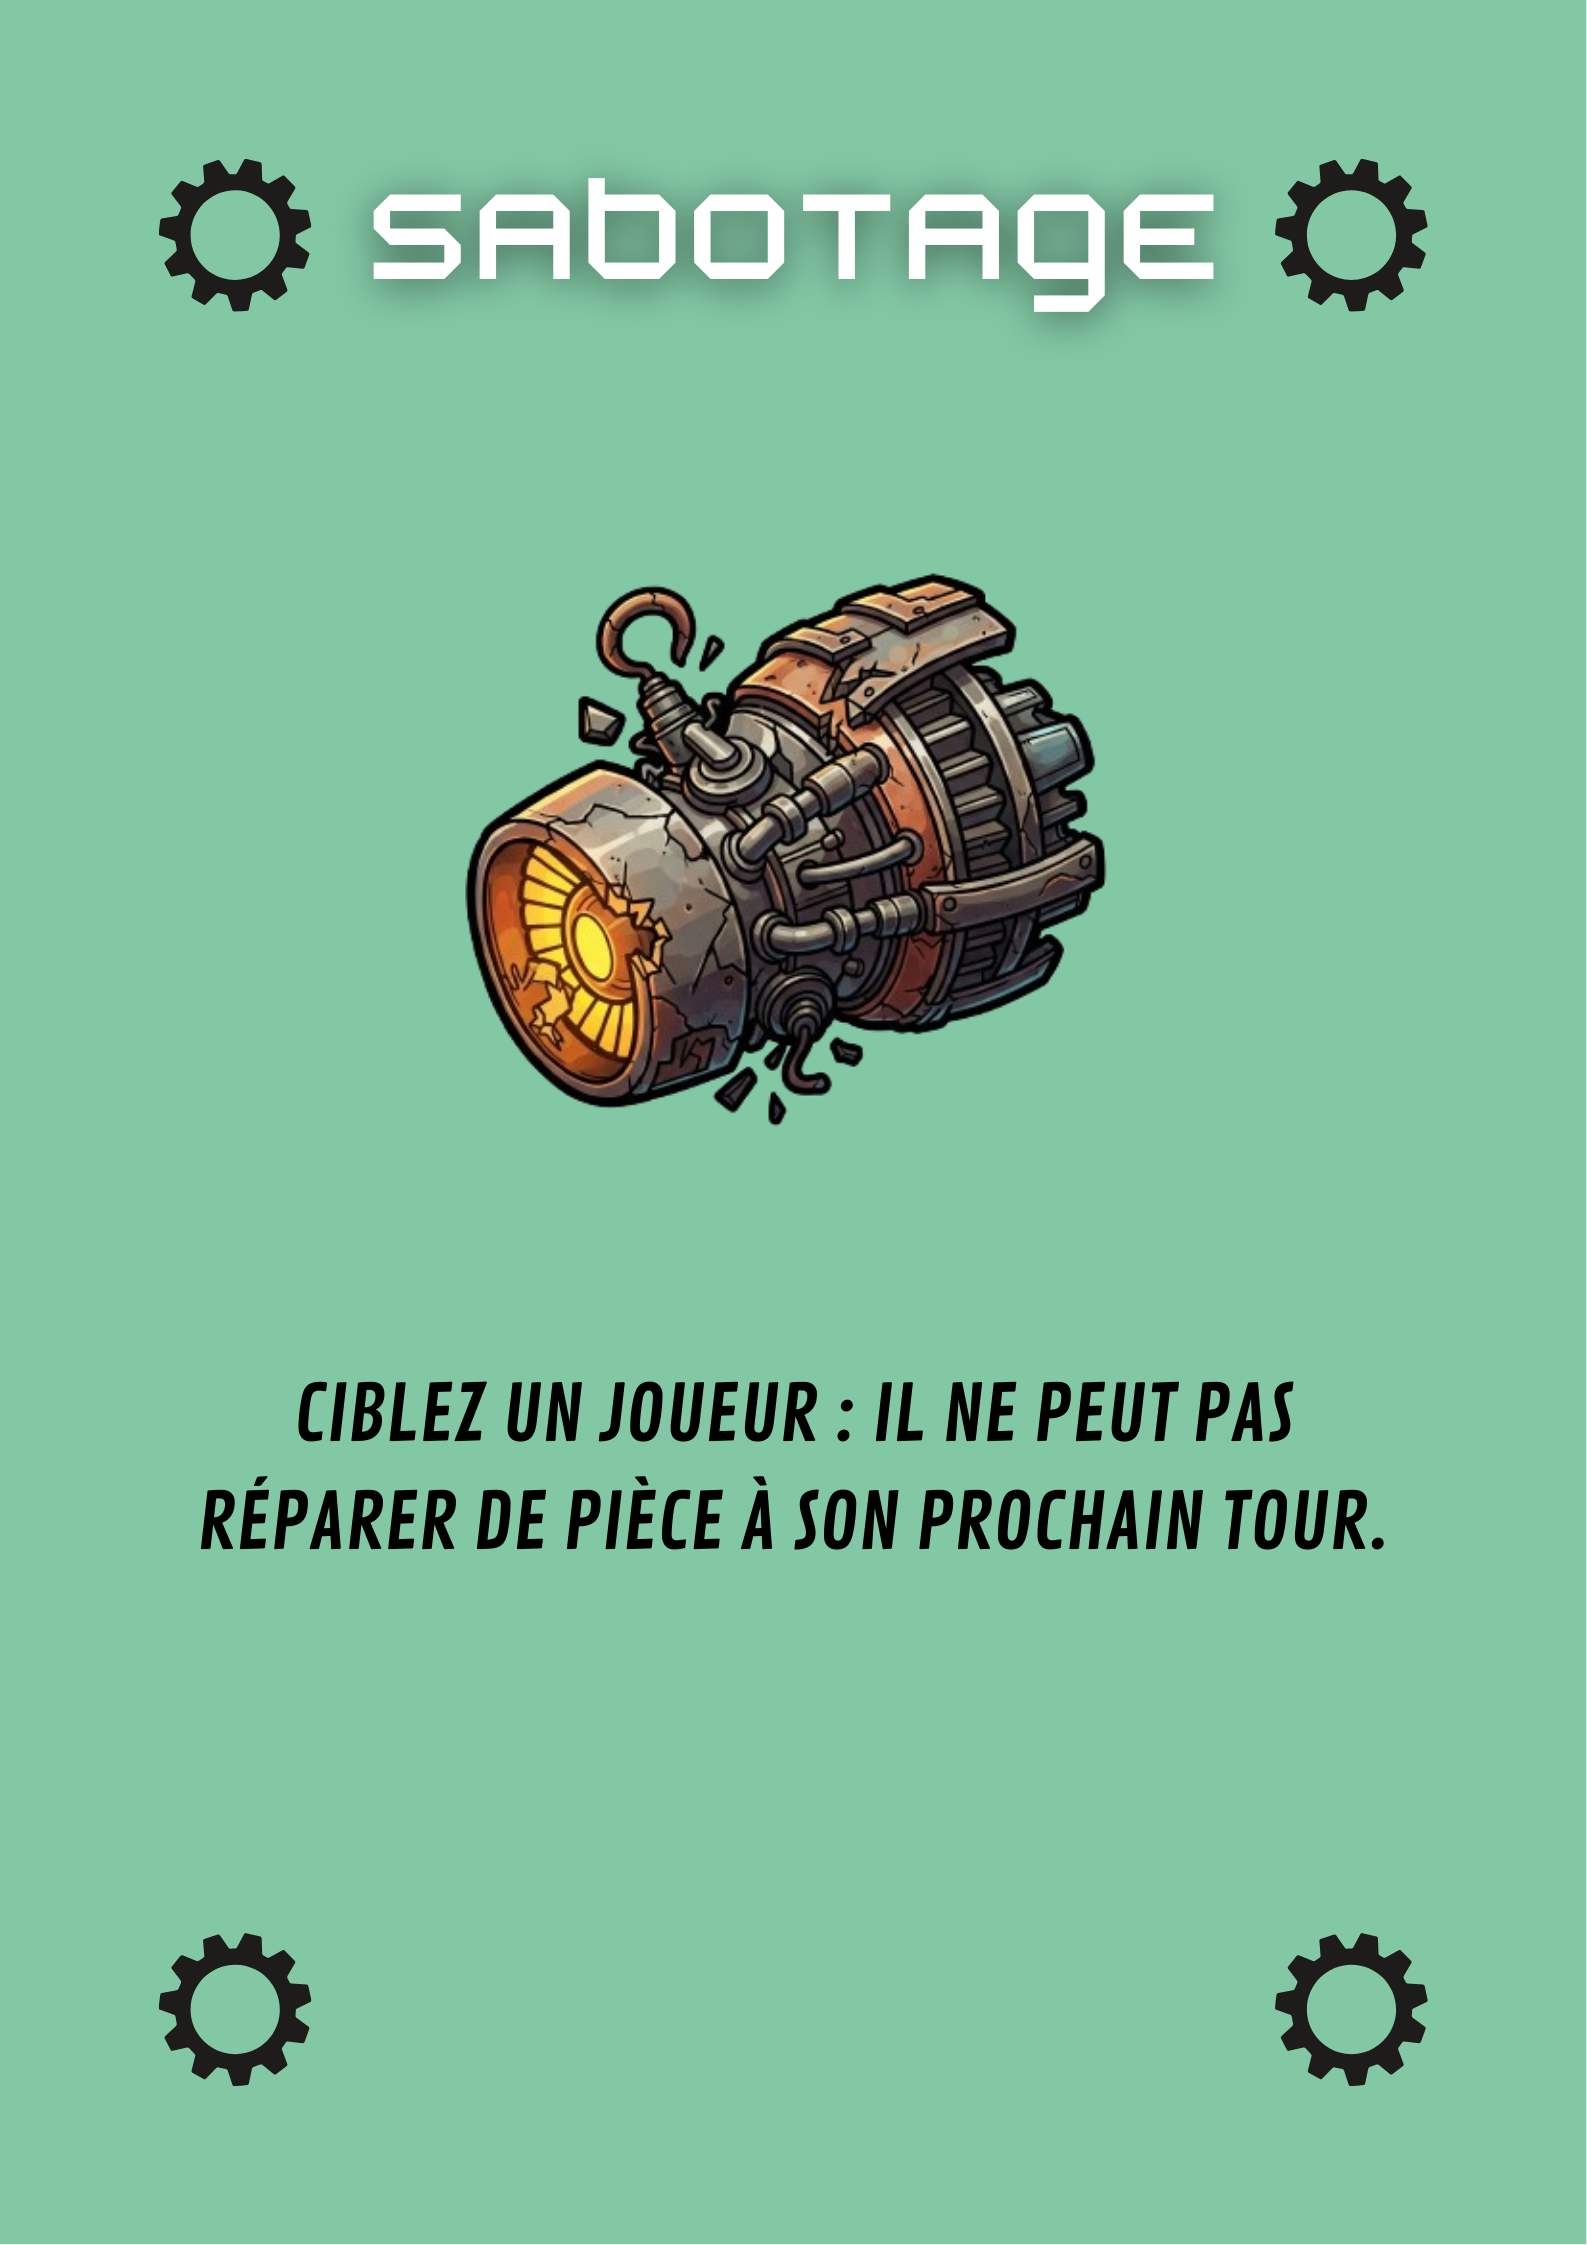 SAbOTAgE
CIBLEZ UN JOUEUR : IL NE PEUT PAS
RÉPARER DE PIÈCE À SON PROCHAIN TOUR.